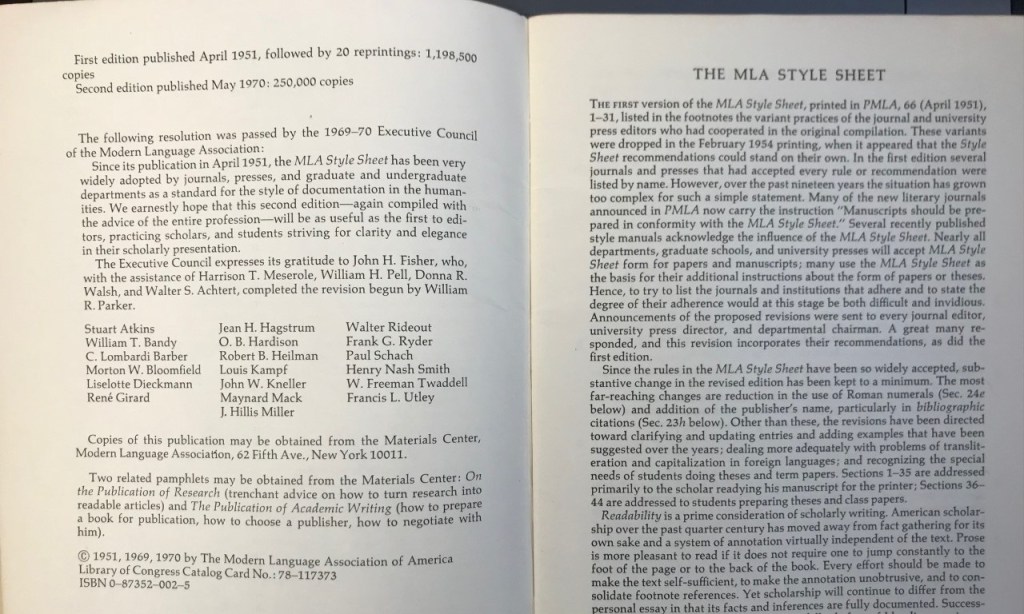 First edition published April 1951, followed by 20 reprintings: 1,198,500
copies
Second edition published May 1970: 250,000 copies
The following resolution was passed by the 1969–70 Executive Council
of the Modern Language Association:
Since its publication in April 1951, the MLA Style Sheet has been very
widely adopted by journals, presses, and graduate and undergraduate
departments as a standard for the style of documentation in the human-
ities. We earnestly hope that this second edition—again compiled with
the advice of the entire profession—will be as useful as the first to edi-
tors, practicing scholars, and students striving for clarity and elegance
in their scholarly presentation.
The Executive Council expresses its gratitude to John H. Fisher, who,
with the assistance of Harrison T. Meserole, William H. Pell, Donna R.
Walsh, and Walter S. Achtert, completed the revision begun by William
R. Parker.
Stuart Atkins
William T. Bandy
C. Lombardi Barber
Morton W. Bloomfield
Liselotte Dieckmann
René Girard
Jean H. Hagstrum
O. B. Hardison
Robert B. Heilman
Louis Kampf
John W. Kneller
Maynard Mack
J. Hillis Miller
Walter Rideout
Frank G. Ryder
Paul Schach
Henry Nash Smith
W. Freeman Twaddell
Francis L. Utley
Copies of this publication may be obtained from the Materials Center,
Modern Language Association, 62 Fifth Ave., New York 10011.
Two related pamphlets may be obtained from the Materials Center: On
the Publication of Research (trenchant advice on how to turn research into
readable articles) and The Publication of Academic Writing (how to prepare
a book for publication, how to choose a publisher, how to negotiate with
him).
© 1951, 1969, 1970 by The Modern Language Association of America
Library of Congress Catalog Card No.: 78–117373
ISBN 0–87352–002–5
THE MLA STYLE SHEET
THE FIRST version of the MLA Style Sheet, printed in PMLA, 66 (April 1951),
1–31, listed in the footnotes the variant practices of the journal and university
press editors who had cooperated in the original compilation. These variants
were dropped in the February 1954 printing, when it appeared that the Style
Sheet recommendations could stand on their own. In the first edition several
journals and presses that had accepted every rule or recommendation were
listed by name. However, over the past nineteen years the situation has grown
too complex for such a simple statement. Many of the new literary journals
announced in PMLA now carry the instruction "Manuscripts should be pre-
pared in conformity with the MLA Style Sheet." Several recently published
style manuals acknowledge the influence of the MLA Style Sheet. Nearly all
departments, graduate schools, and university presses will accept MLA Style
Sheet form for papers and manuscripts; many use the MLA Style Sheet as
the basis for their additional instructions about the form of papers or theses.
Hence, to try to list the journals and institutions that adhere and to state the
degree of their adherence would at this stage be both difficult and invidious.
Announcements of the proposed revisions were sent to every journal editor,
university press director, and departmental chairman. A great many re-
sponded, and this revision incorporates their recommendations, as did the
first edition.
Since the rules in the MLA Style Sheet have been so widely accepted, sub-
stantive change in the revised edition has been kept to a minimum. The most
far-reaching changes are reduction in the use of Roman numerals (Sec. 24e
below) and addition of the publisher's name, particularly in bibliographic
citations (Sec. 23h below). Other than these, the revisions have been directed
toward clarifying and updating entries and adding examples that have been
suggested over the years; dealing more adequately with problems of translit-
eration and capitalization in foreign languages; and recognizing the special
needs of students doing theses and term papers. Sections 1–35 are addressed
primarily to the scholar readying his manuscript for the printer; Sections 36–
44 are addressed to students preparing theses and class papers.
Readability is a prime consideration of scholarly writing. American scholar-
ship over the past quarter century has moved away from fact gathering for its
own sake and a system of annotation virtually independent of the text. Prose
is more pleasant to read if it does not require one to jump constantly to the
foot of the page or to the back of the book. Every effort should be made to
make the text self-sufficient, to make the annotation unobtrusive, and to con-
solidate footnote references. Yet scholarship will continue to differ from the
personal essay in that its facts and inferences are fully documented. Success-